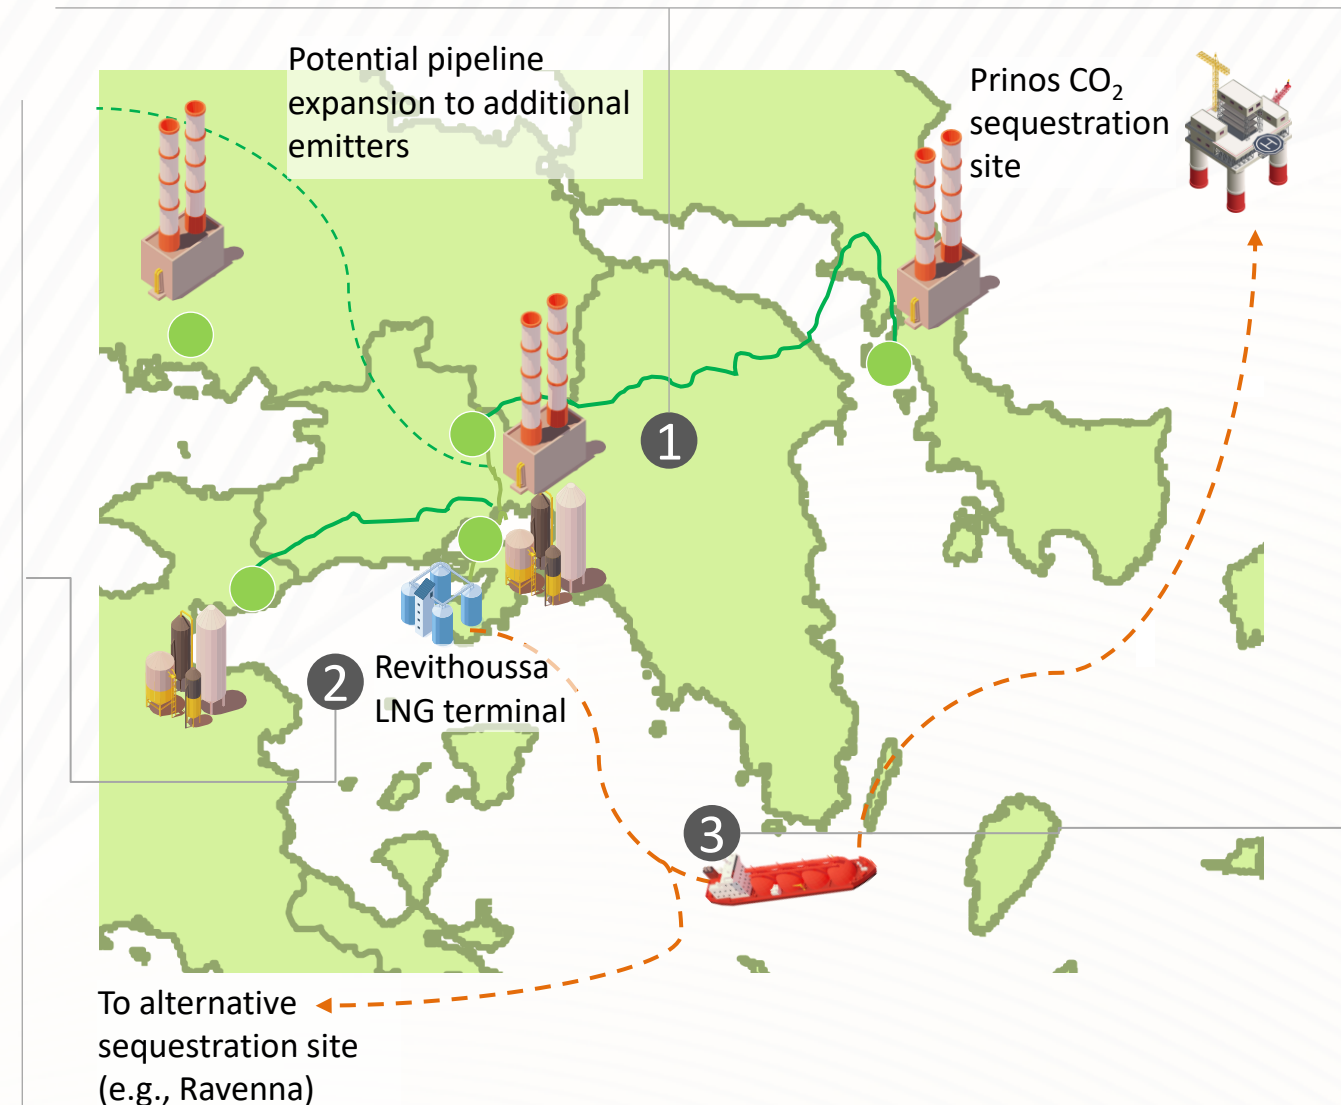 Potential pipeline
expansion to additional
emitters
Prinos CO₂
sequestration
site
H
1
2
Revithoussa
LNG terminal
3
To alternative
sequestration site
(e.g., Ravenna)